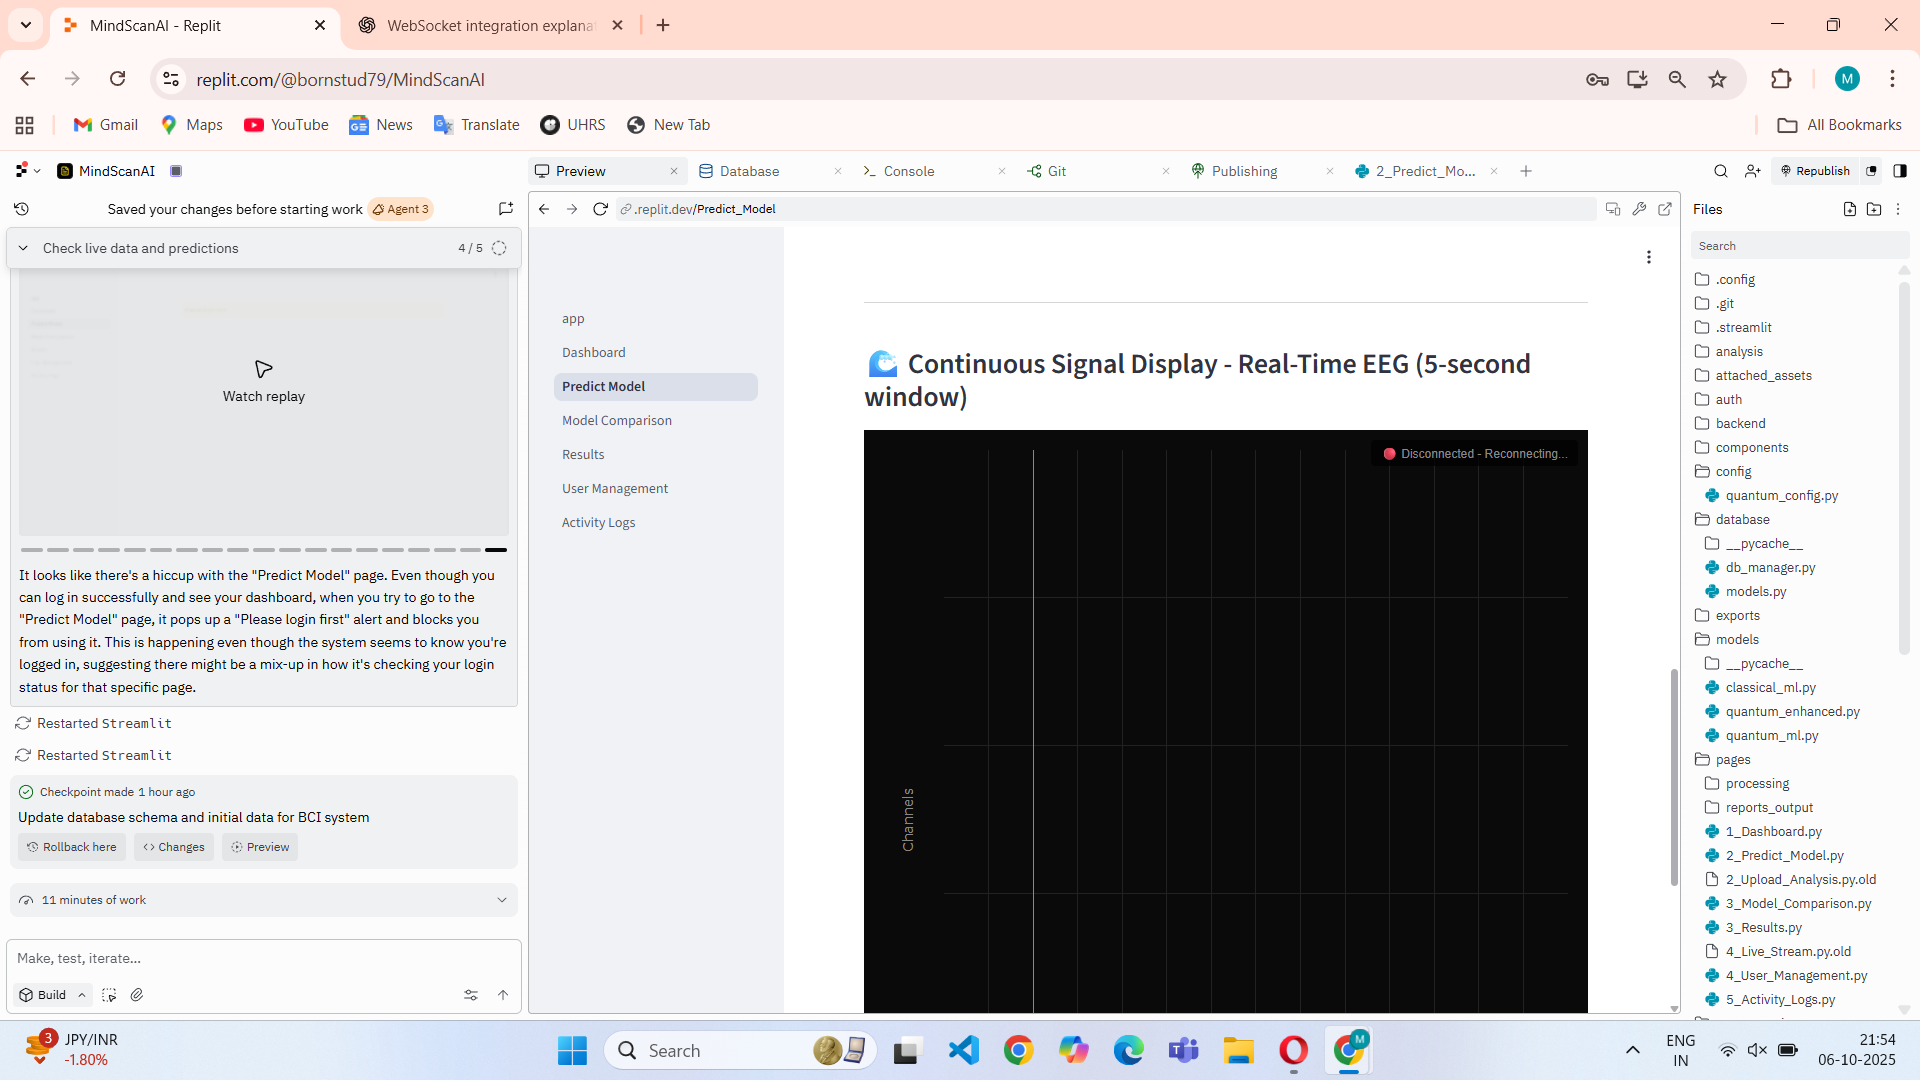 MindScanAI - Replit
WebSocket integration explana
replit.com/@bornstud79/MindScanAI
M
Gmail
Maps
YouTube
News
Translate
UHRS
New Tab
All Bookmarks
MindScanAI
Preview
Database
Console
Git
Publishing
2_Predict_Mo...
Republish
Saved your changes before starting work
Agent 3
.replit.dev/Predict_Model
Files
Check live data and predictions
4 / 5
Search
Watch replay
It looks like there's a hiccup with the "Predict Model" page. Even though you
can log in successfully and see your dashboard, when you try to go to the
"Predict Model" page, it pops up a "Please login first" alert and blocks you
from using it. This is happening even though the system seems to know you're
logged in, suggesting there might be a mix-up in how it's checking your login
status for that specific page.
Restarted Streamlit
Restarted Streamlit
Checkpoint made 1 hour ago
Update database schema and initial data for BCI system
Rollback here
Changes
Preview
11 minutes of work
Make, test, iterate...
Build
app
Dashboard
Predict Model
Model Comparison
Results
User Management
Activity Logs
Continuous Signal Display - Real-Time EEG (5-second
window)
Disconnected - Reconnecting...
Channels
.config
.git
.streamlit
analysis
attached_assets
auth
backend
components
config
quantum_config.py
database
__pycache__
db_manager.py
models.py
exports
models
__pycache__
classical_ml.py
quantum_enhanced.py
quantum_ml.py
pages
processing
reports_output
1_Dashboard.py
2_Predict_Model.py
2_Upload_Analysis.py.old
3_Model_Comparison.py
3_Results.py
4_Live_Stream.py.old
4_User_Management.py
5_Activity_Logs.py
3
JPY/INR
-1.80%
Search
M
ENG
IN
21:54
06-10-2025